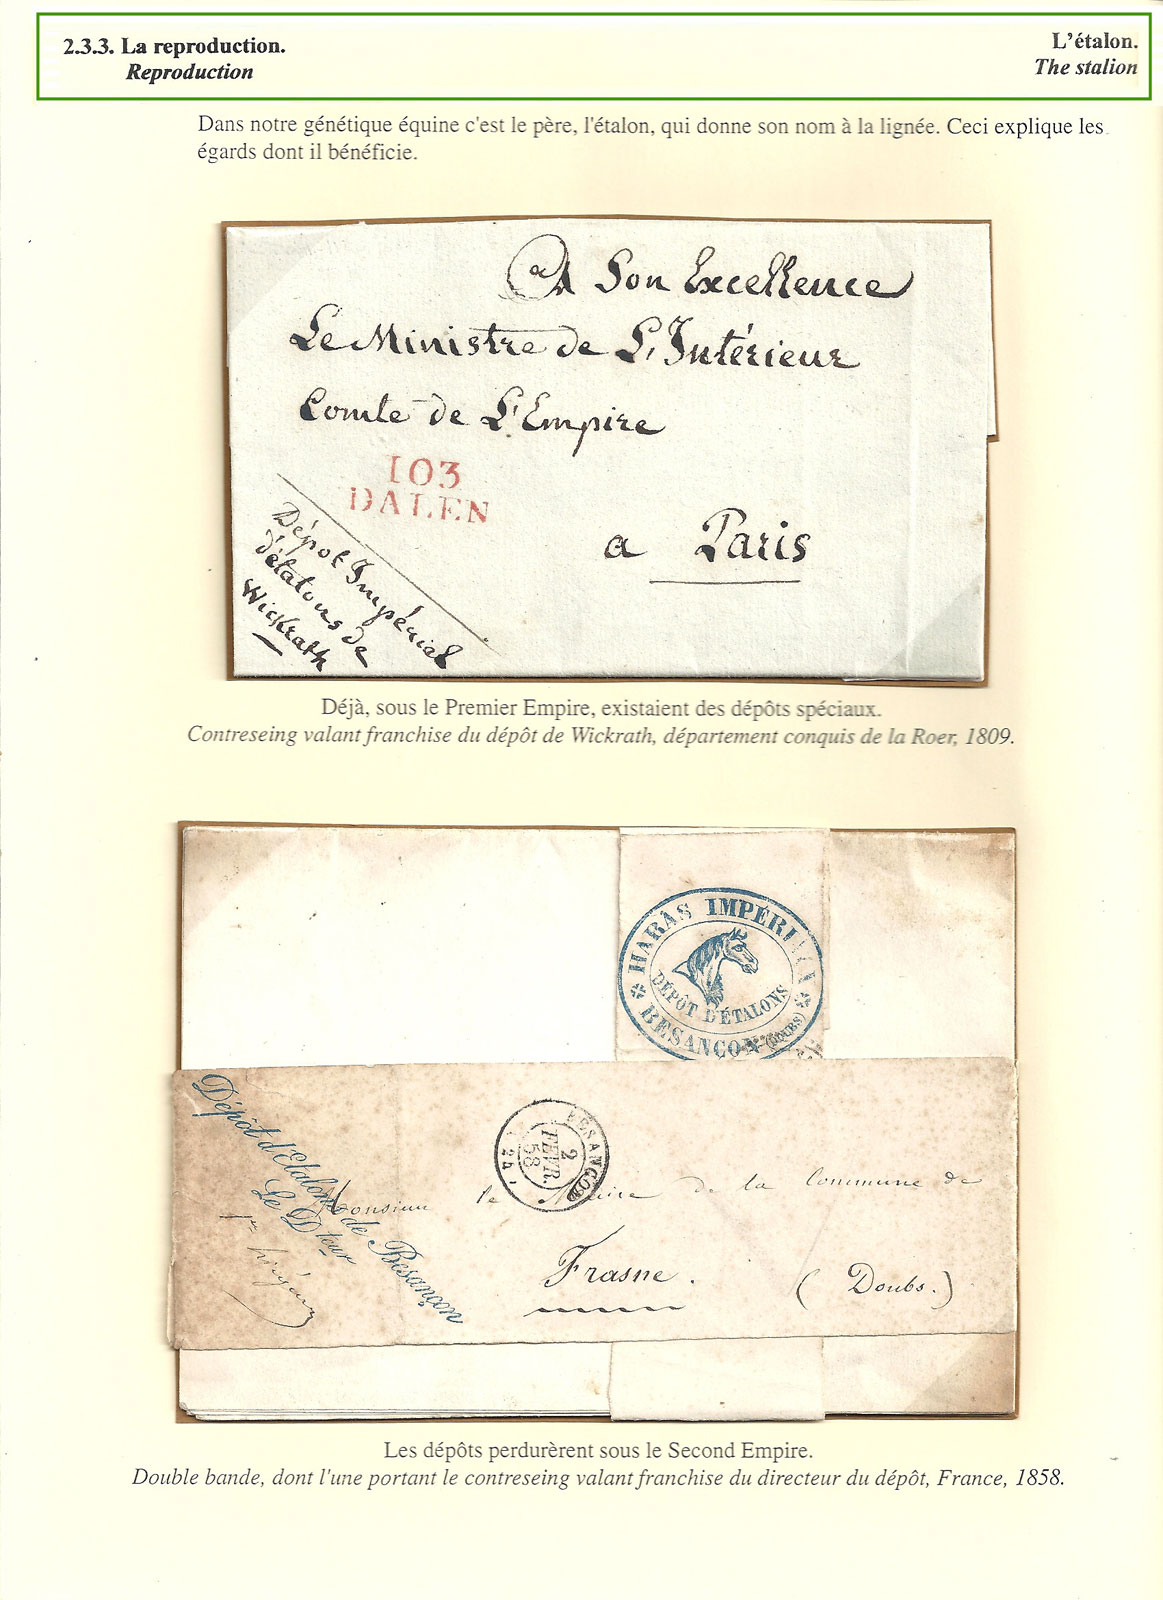 2.3.3. La reproduction.
Reproduction
L'étalon.
The stalion
Dans notre génétique équine c'est le père, l'étalon, qui donne son nom à la lignée. Ceci explique les
égards dont il bénéficie.
A Son Excellence
Le Ministre de L'Intérieur
Comte de L'Empire
103
DALEN
a Paris
Dépot Impérial
d'étalons de
Wickrath
Déjà, sous le Premier Empire, existaient des dépôts spéciaux.
Contreseing valant franchise du dépôt de Wickrath, département conquis de la Roer, 1809.
HARAS IMPÉRIAUX
DÉPÔT D'ÉTALONS
BESANÇON (DOUBS)
Dépôt d'Etalons de Besançon
Le Dteur
BESANÇON
2
FEVR.
58
Monsieur le Maire de la Commune de
Frasne.
(Doubs.)
Les dépôts perdurèrent sous le Second Empire.
Double bande, dont l'une portant le contreseing valant franchise du directeur du dépôt, France, 1858.